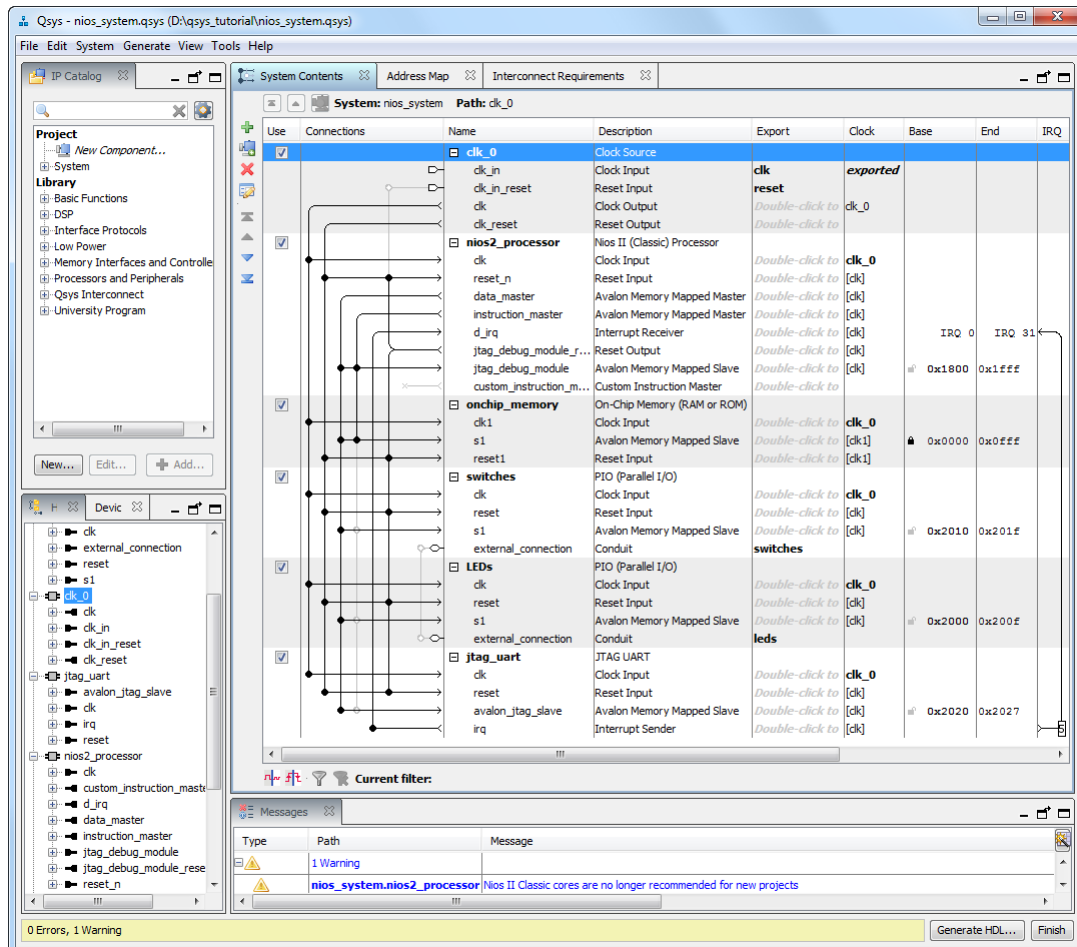 Qsys - nios_system.qsys (D:\qsys_tutorial\nios_system.qsys)
File Edit System Generate View Tools Help
IP Catalog
Project
New Component...
System
Library
Basic Functions
DSP
Interface Protocols
Low Power
Memory Interfaces and Controlle
Processors and Peripherals
Qsys Interconnect
University Program
New... Edit... Add...
H Devic
clk
external_connection
reset
s1
clk_0
clk
clk_in
clk_in_reset
clk_reset
jtag_uart
avalon_jtag_slave
clk
irq
reset
nios2_processor
clk
custom_instruction_maste
d_irq
data_master
instruction_master
jtag_debug_module
jtag_debug_module_rese
reset_n
System Contents Address Map Interconnect Requirements
System: nios_system Path: clk_0
Use Connections Name Description Export Clock Base End IRQ
clk_0 Clock Source
clk_in Clock Input clk exported
clk_in_reset Reset Input reset
clk Clock Output Double-click to clk_0
clk_reset Reset Output Double-click to
nios2_processor Nios II (Classic) Processor
clk Clock Input Double-click to clk_0
reset_n Reset Input Double-click to [clk]
data_master Avalon Memory Mapped Master Double-click to [clk]
instruction_master Avalon Memory Mapped Master Double-click to [clk]
d_irq Interrupt Receiver Double-click to [clk] IRQ 0 IRQ 31
jtag_debug_module_r... Reset Output Double-click to [clk]
jtag_debug_module Avalon Memory Mapped Slave Double-click to [clk] 0x1800 0x1fff
custom_instruction_m... Custom Instruction Master Double-click to
onchip_memory On-Chip Memory (RAM or ROM)
clk1 Clock Input Double-click to clk_0
s1 Avalon Memory Mapped Slave Double-click to [clk1] 0x0000 0x0fff
reset1 Reset Input Double-click to [clk1]
switches PIO (Parallel I/O)
clk Clock Input Double-click to clk_0
reset Reset Input Double-click to [clk]
s1 Avalon Memory Mapped Slave Double-click to [clk] 0x2010 0x201f
external_connection Conduit switches
LEDs PIO (Parallel I/O)
clk Clock Input Double-click to clk_0
reset Reset Input Double-click to [clk]
s1 Avalon Memory Mapped Slave Double-click to [clk] 0x2000 0x200f
external_connection Conduit leds
jtag_uart JTAG UART
clk Clock Input Double-click to clk_0
reset Reset Input Double-click to [clk]
avalon_jtag_slave Avalon Memory Mapped Slave Double-click to [clk] 0x2020 0x2027
irq Interrupt Sender Double-click to [clk] 5
Current filter:
Messages
Type Path Message
1 Warning
nios_system.nios2_processor Nios II Classic cores are no longer recommended for new projects
0 Errors, 1 Warning Generate HDL... Finish